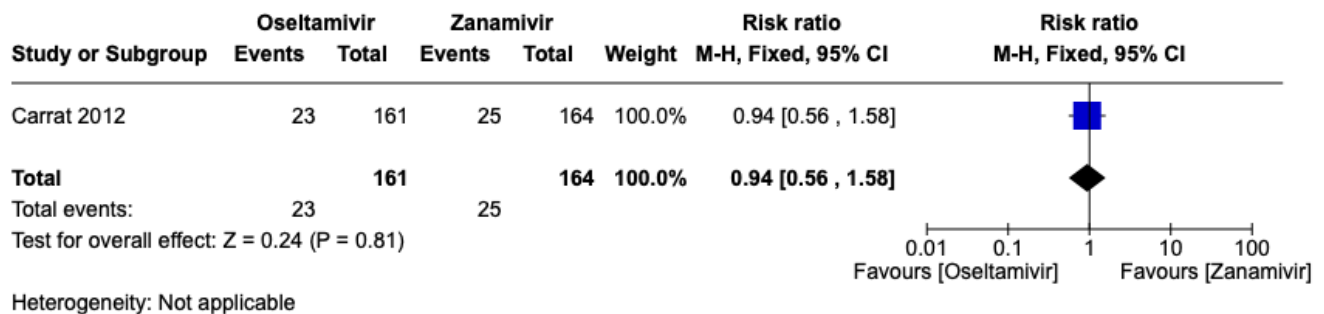 Oseltamivir Zanamivir Risk ratio Risk ratio
Study or Subgroup Events Total Events Total Weight M-H, Fixed, 95% CI M-H, Fixed, 95% CI
Carrat 2012 23 161 25 164 100.0% 0.94 [0.56 , 1.58]
Total 161 164 100.0% 0.94 [0.56 , 1.58]
Total events: 23 25
Test for overall effect: Z = 0.24 (P = 0.81)
0.01 0.1 1 10 100
Favours [Oseltamivir] Favours [Zanamivir]
Heterogeneity: Not applicable